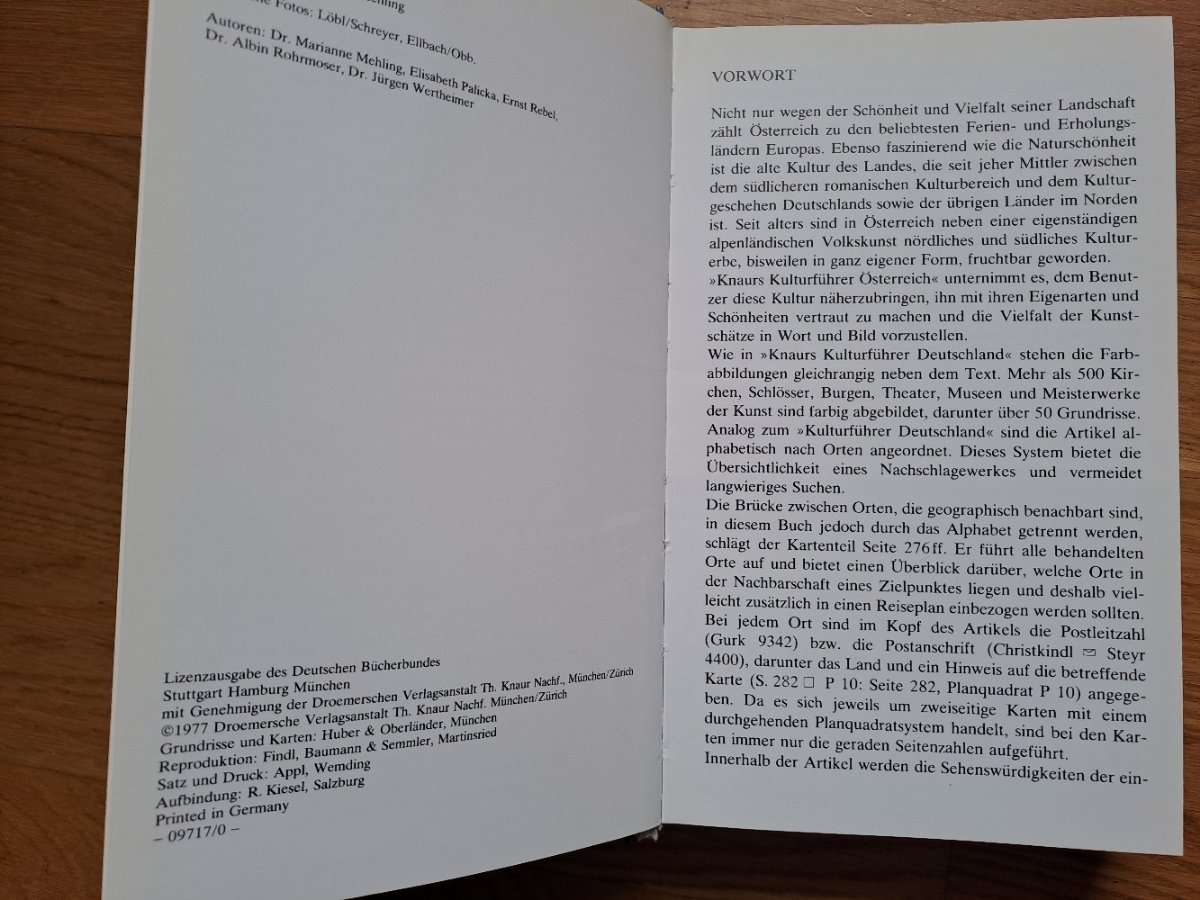 Fotos: Löbl/Schreyer, Ellbach/Obb.
Autoren: Dr. Marianne Mehling, Elisabeth Palicka, Ernst Rebel,
Dr. Albin Rohrmoser, Dr. Jürgen Wertheimer
Lizenzausgabe des Deutschen Bücherbundes
Stuttgart Hamburg München
mit Genehmigung der Droemerschen Verlagsanstalt Th. Knaur Nachf., München/Zürich
©1977 Droemersche Verlagsanstalt Th. Knaur Nachf. München/Zürich
Grundrisse und Karten: Huber & Oberländer, München
Reproduktion: Findl, Baumann & Semmler, Martinsried
Satz und Druck: Appl, Wemding
Aufbindung: R. Kiesel, Salzburg
Printed in Germany
– 09717/0 –
VORWORT
Nicht nur wegen der Schönheit und Vielfalt seiner Landschaft
zählt Österreich zu den beliebtesten Ferien- und Erholungs-
ländern Europas. Ebenso faszinierend wie die Naturschönheit
ist die alte Kultur des Landes, die seit jeher Mittler zwischen
dem südlicheren romanischen Kulturbereich und dem Kultur-
geschehen Deutschlands sowie der übrigen Länder im Norden
ist. Seit alters sind in Österreich neben einer eigenständigen
alpenländischen Volkskunst nördliches und südliches Kultur-
erbe, bisweilen in ganz eigener Form, fruchtbar geworden.
»Knaurs Kulturführer Österreich« unternimmt es, dem Benut-
zer diese Kultur näherzubringen, ihn mit ihren Eigenarten und
Schönheiten vertraut zu machen und die Vielfalt der Kunst-
schätze in Wort und Bild vorzustellen.
Wie in »Knaurs Kulturführer Deutschland« stehen die Farb-
abbildungen gleichrangig neben dem Text. Mehr als 500 Kir-
chen, Schlösser, Burgen, Theater, Museen und Meisterwerke
der Kunst sind farbig abgebildet, darunter über 50 Grundrisse.
Analog zum »Kulturführer Deutschland« sind die Artikel al-
phabetisch nach Orten angeordnet. Dieses System bietet die
Übersichtlichkeit eines Nachschlagewerkes und vermeidet
langwieriges Suchen.
Die Brücke zwischen Orten, die geographisch benachbart sind,
in diesem Buch jedoch durch das Alphabet getrennt werden,
schlägt der Kartenteil Seite 276 ff. Er führt alle behandelten
Orte auf und bietet einen Überblick darüber, welche Orte in
der Nachbarschaft eines Zielpunktes liegen und deshalb viel-
leicht zusätzlich in einen Reiseplan einbezogen werden sollten.
Bei jedem Ort sind im Kopf des Artikels die Postleitzahl
(Gurk 9342) bzw. die Postanschrift (Christkindl ✉ Steyr
4400), darunter das Land und ein Hinweis auf die betreffende
Karte (S. 282 □ P 10: Seite 282, Planquadrat P 10) angege-
ben. Da es sich jeweils um zweiseitige Karten mit einem
durchgehenden Planquadratsystem handelt, sind bei den Kar-
ten immer nur die geraden Seitenzahlen aufgeführt.
Innerhalb der Artikel werden die Sehenswürdigkeiten der ein-